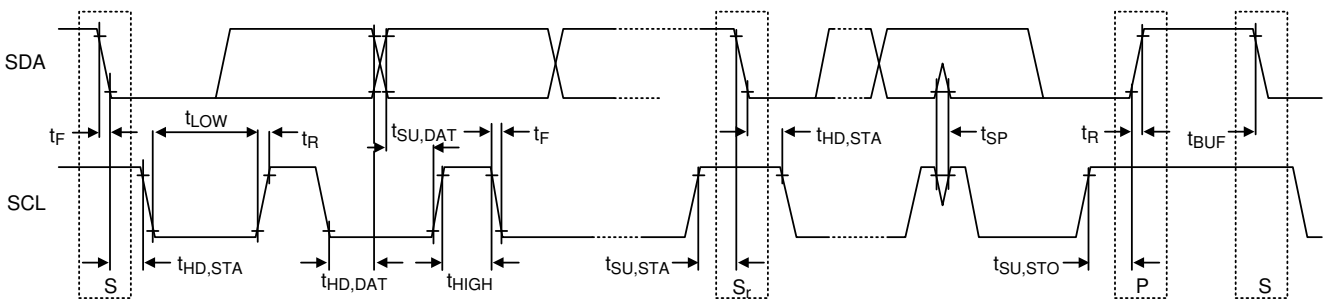 SDA
t_F
t_LOW
t_R
t_SU,DAT
t_F
t_HD,STA
t_SP
t_R
t_BUF
SCL
t_HD,STA
t_HD,DAT
t_HIGH
t_SU,STA
t_SU,STO
S
S_r
P
S